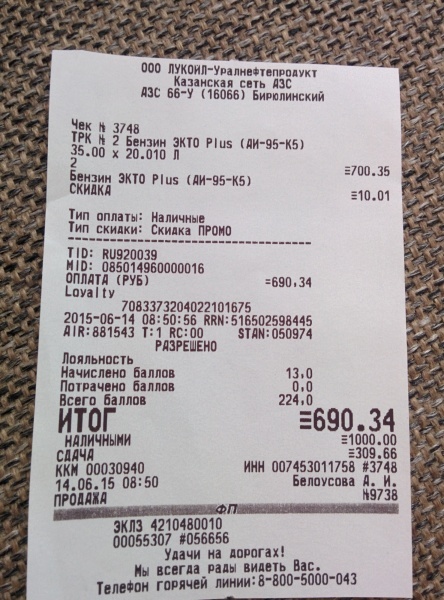 ООО ЛУКОЙЛ-Уралнефтепродукт
Казанская сеть АЗС
АЗС 66-У (16066) Бирюлинский
Чек № 3748
ТРК № 2 Бензин ЭКТО Plus (АИ-95-К5)
35.00 x 20.010 Л
2 ≡700.35
Бензин ЭКТО Plus (АИ-95-К5)
СКИДКА ≡10.01
Тип оплаты: Наличные
Тип скидки: Скидка ПРОМО
--------------------------------
TID: RU920039
MID: 085014960000016
ОПЛАТА (РУБ) =690.34
Loyalty
7083373204022101675
2015-06-14 08:50:56 RRN:516502598445
AIR:881543 T:1 RC:00 STAN:050974
РАЗРЕШЕНО
Лояльность
Начислено баллов 13,0
Потрачено баллов 0,0
Всего баллов 224,0
ИТОГ ≡690.34
НАЛИЧНЫМИ ≡1000.00
СДАЧА ≡309.66
ККМ 00030940 ИНН 007453011758 #3748
14.06.15 08:50 Белоусова А. И.
ПРОДАЖА №9738
ФП
ЭКЛЗ 4210480010
00055307 #056656
Удачи на дорогах!
Мы всегда рады видеть Вас.
Телефон горячей линии:8-800-5000-043